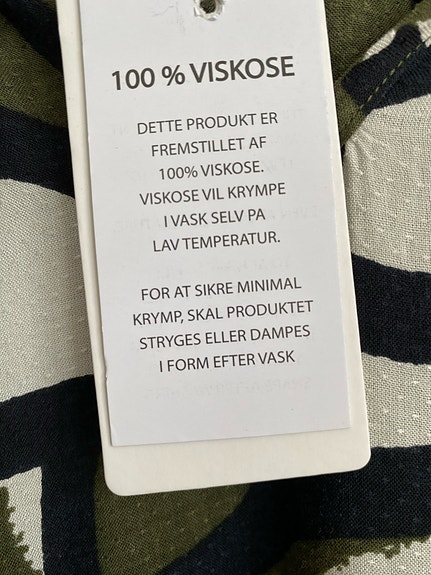 100 % VISKOSE
DETTE PRODUKT ER
FREMSTILLET AF
100% VISKOSE.
VISKOSE VIL KRYMPE
I VASK SELV PA
LAV TEMPERATUR.
FOR AT SIKRE MINIMAL
KRYMP, SKAL PRODUKTET
STRYGES ELLER DAMPES
I FORM EFTER VASK